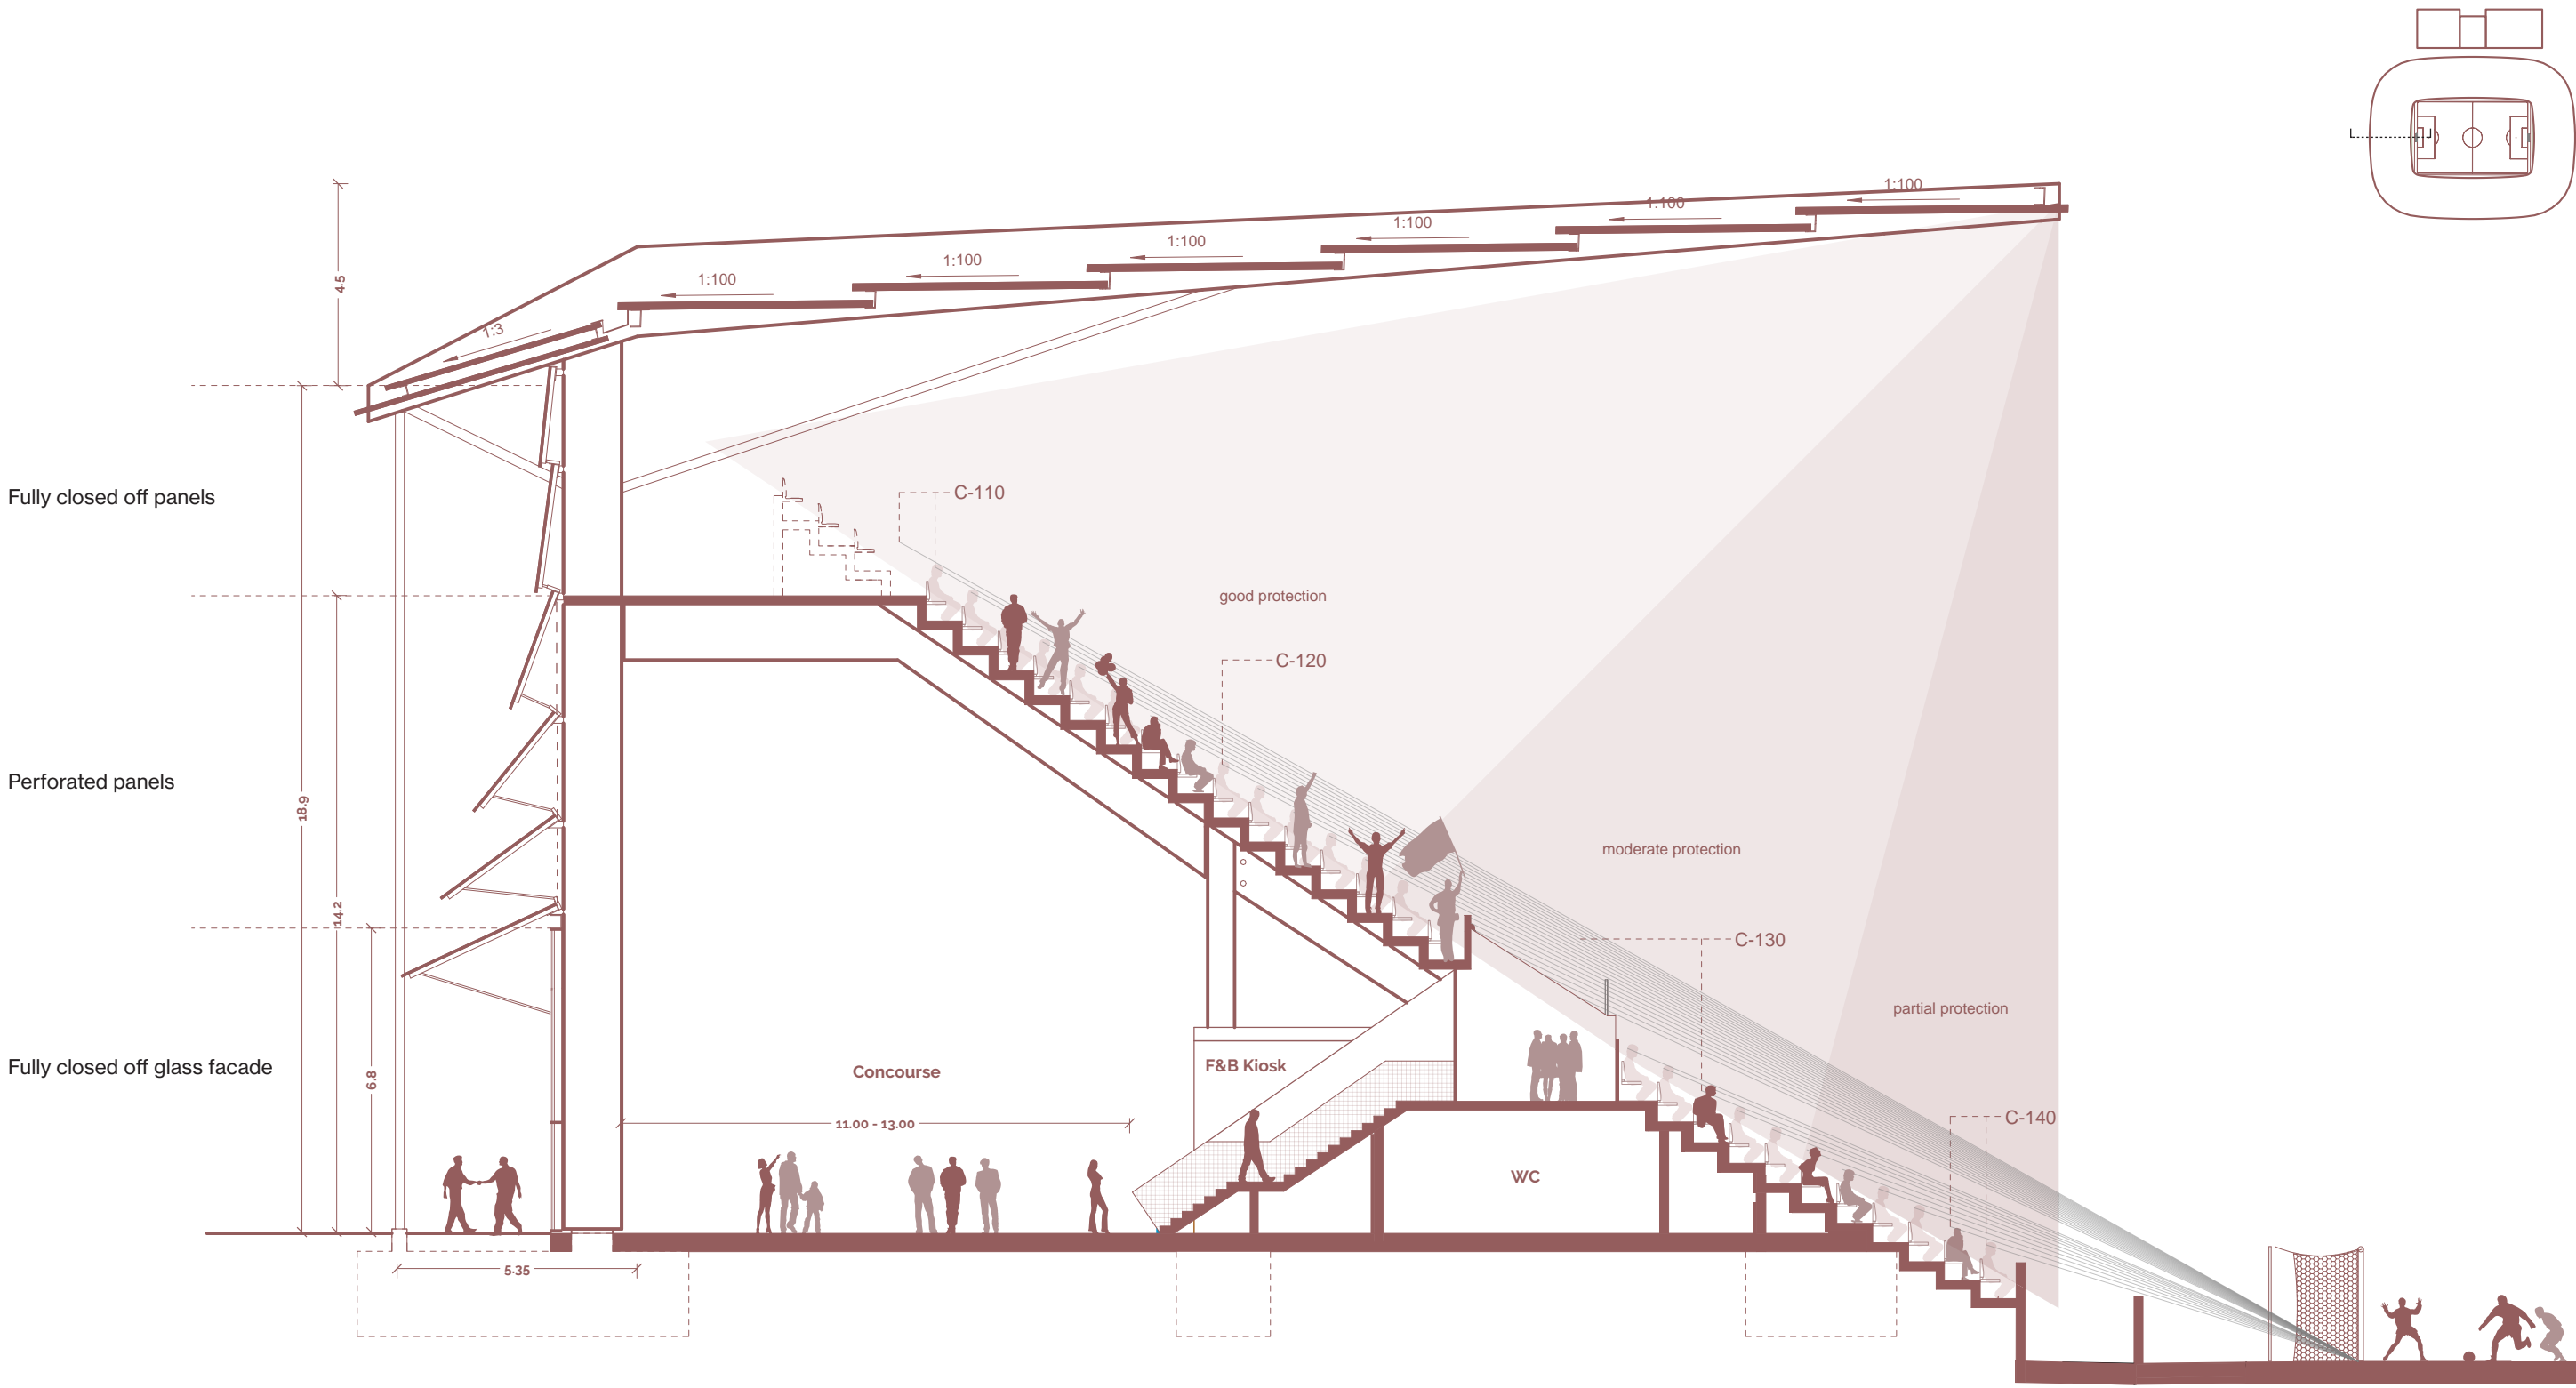 1:100
1:100
1:100
1:100
1:100
1:100
4.5
1:3
Fully closed off panels
C-110
good protection
C-120
Perforated panels
18.9
14.2
moderate protection
C-130
partial protection
Fully closed off glass facade
6.8
Concourse
F&B Kiosk
11.00 - 13.00
C-140
WC
5.35